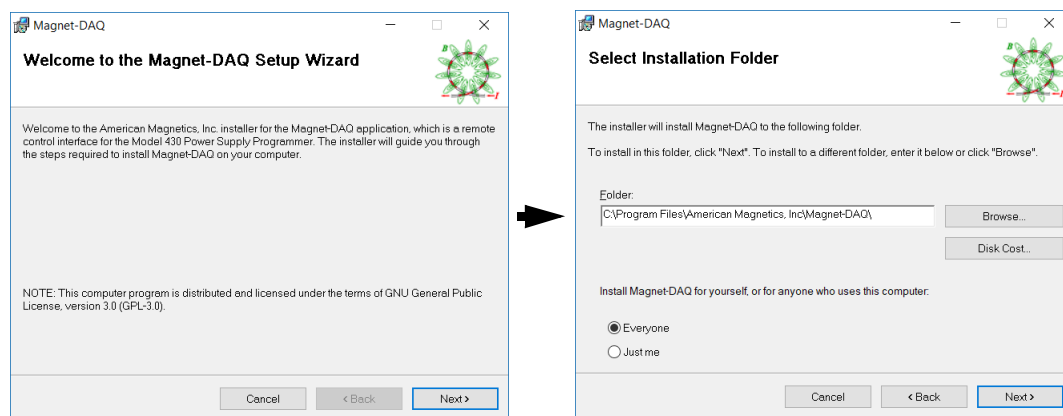 Magnet-DAQ
Welcome to the Magnet-DAQ Setup Wizard
B
I
Welcome to the American Magnetics, Inc. installer for the Magnet-DAQ application, which is a remote
control interface for the Model 430 Power Supply Programmer. The installer will guide you through
the steps required to install Magnet-DAQ on your computer.
NOTE: This computer program is distributed and licensed under the terms of GNU General Public
License, version 3.0 (GPL-3.0).
Cancel
< Back
Next >
Magnet-DAQ
Select Installation Folder
B
I
The installer will install Magnet-DAQ to the following folder.
To install in this folder, click "Next". To install to a different folder, enter it below or click "Browse".
Folder:
C:\Program Files\American Magnetics, Inc\Magnet-DAQ\
Browse...
Disk Cost...
Install Magnet-DAQ for yourself, or for anyone who uses this computer:
Everyone
Just me
Cancel
< Back
Next >